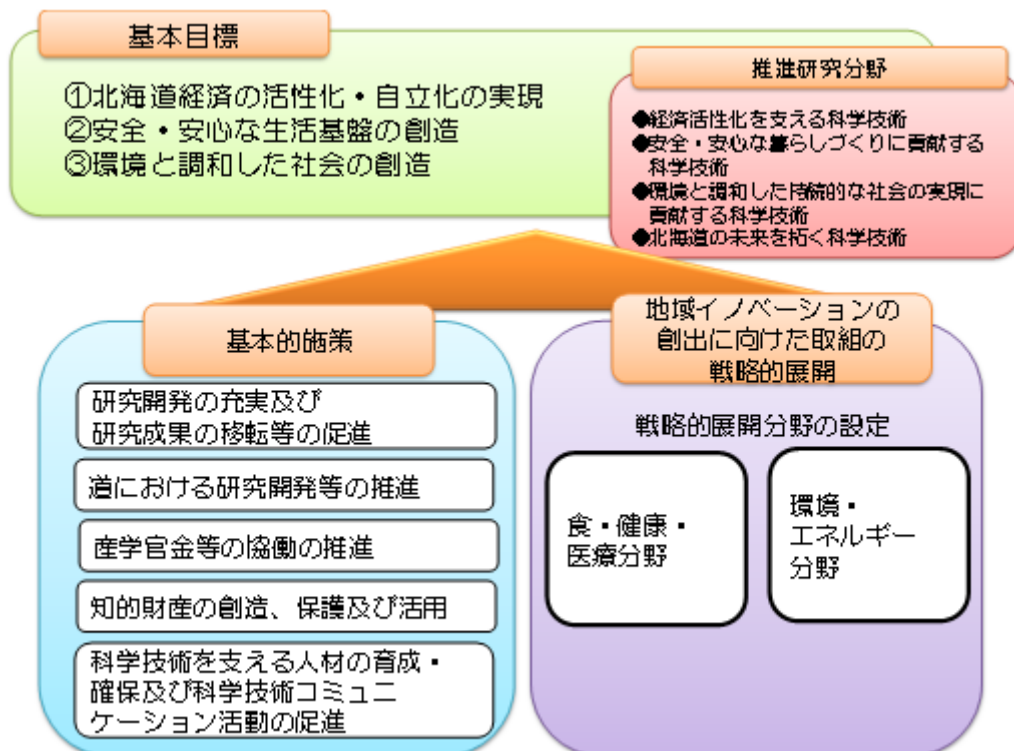 基本目標
①北海道経済の活性化・自立化の実現
②安全・安心な生活基盤の創造
③環境と調和した社会の創造
推進研究分野
●経済活性化を支える科学技術
●安全・安心な暮らしづくりに貢献する
科学技術
●環境と調和した持続的な社会の実現に
貢献する科学技術
●北海道の未来を拓く科学技術
基本的施策
研究開発の充実及び
研究成果の移転等の促進
道における研究開発等の推進
産学官金等の協働の推進
知的財産の創造、保護及び活用
科学技術を支える人材の育成・
確保及び科学技術コミュニ
ケーション活動の促進
地域イノベーションの
創出に向けた取組の
戦略的展開
戦略的展開分野の設定
食・健康・
医療分野
環境・
エネルギー
分野